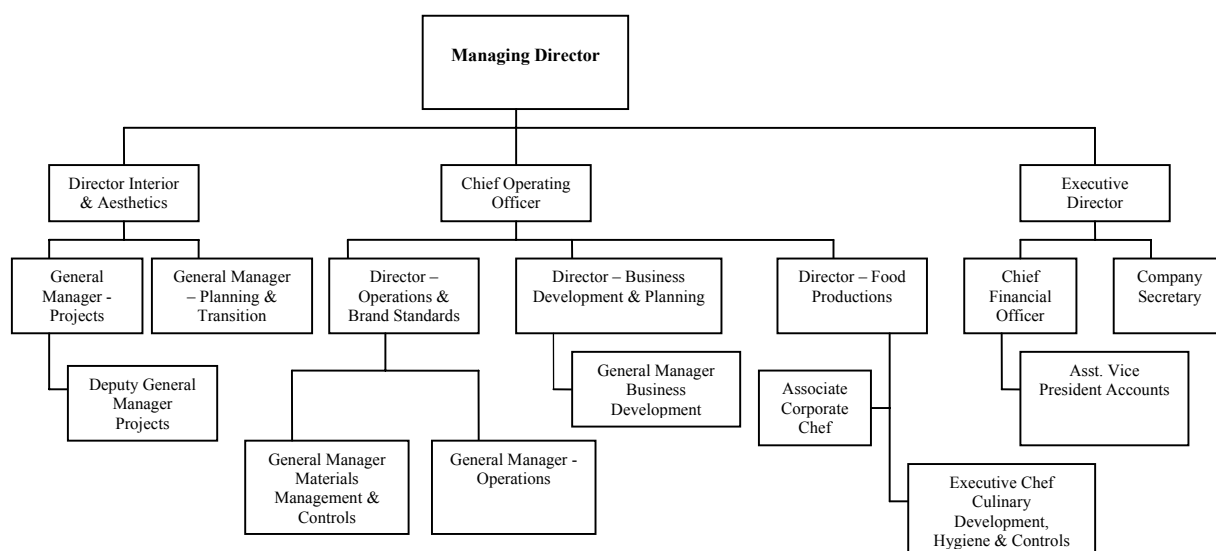 Managing Director
Director Interior
& Aesthetics
Chief Operating
Officer
Executive
Director
General
Manager -
Projects
General Manager
– Planning &
Transition
Director –
Operations &
Brand Standards
Director – Business
Development & Planning
Director – Food
Productions
Chief
Financial
Officer
Company
Secretary
Deputy General
Manager
Projects
General Manager
Business
Development
Associate
Corporate
Chef
Asst. Vice
President Accounts
General Manager
Materials
Management &
Controls
General Manager -
Operations
Executive Chef
Culinary
Development,
Hygiene & Controls